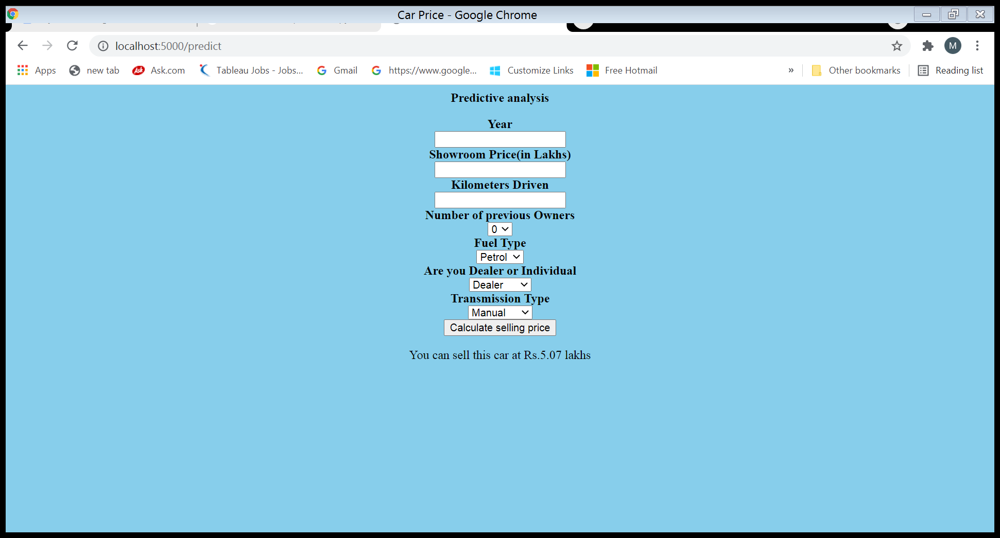 Car Price - Google Chrome
localhost:5000/predict
M
Apps new tab Ask Ask.com Tableau Jobs - Jobs... Gmail https://www.google... Customize Links Free Hotmail » Other bookmarks Reading list
Predictive analysis
Year
Showroom Price(in Lakhs)
Kilometers Driven
Number of previous Owners
0
Fuel Type
Petrol
Are you Dealer or Individual
Dealer
Transmission Type
Manual
Calculate selling price
You can sell this car at Rs.5.07 lakhs